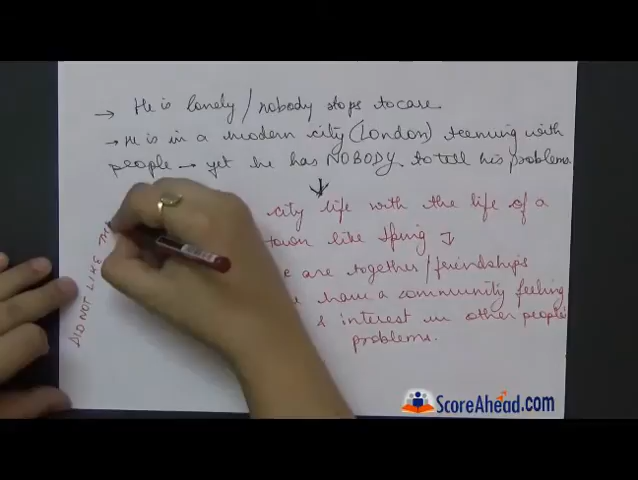 → He is lonely / nobody stops to care
→ He is in a modern city (London) teeming with
people → yet he has NOBODY to tell his problems
city life with the life of a
town like
are together / friendships
have a community feeling
& interest in other people
problems.
DID NOT LIKE
ScoreAhead.com